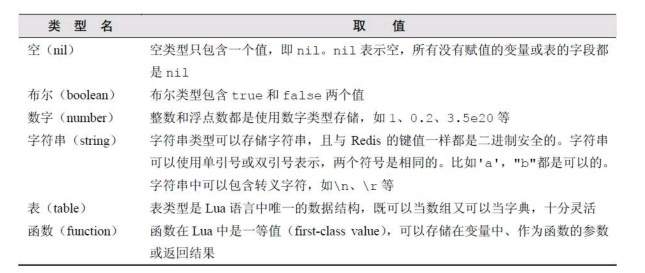 类 型 名 取 值
空（nil） 空类型只包含一个值，即 nil。nil 表示空，所有没有赋值的变量或表的字段都
是 nil
布尔（boolean） 布尔类型包含 true 和 false 两个值
数字（number） 整数和浮点数都是使用数字类型存储，如 1、0.2、3.5e20 等
字符串（string） 字符串类型可以存储字符串，且与 Redis 的键值一样都是二进制安全的。字符串
可以使用单引号或双引号表示，两个符号是相同的。比如'a'，"b"都是可以的。
字符串中可以包含转义字符，如\n、\r 等
表（table） 表类型是 Lua 语言中唯一的数据结构，既可以当数组又可以当字典，十分灵活
函数（function） 函数在 Lua 中是一等值（first-class value），可以存储在变量中、作为函数的参数
或返回结果